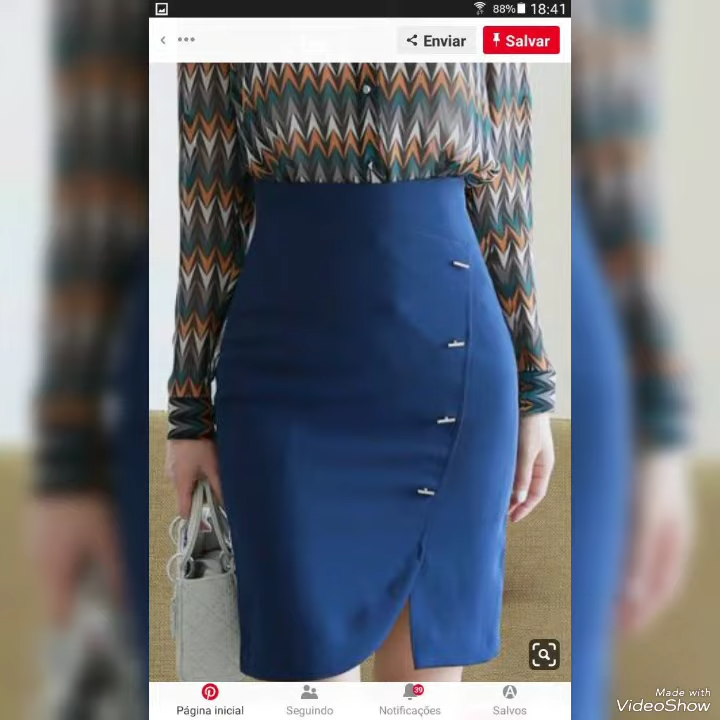 88% 18:41
Enviar
Salvar
39
Página inicial
Seguindo
Notificações
Salvos
Made with
VideoShow